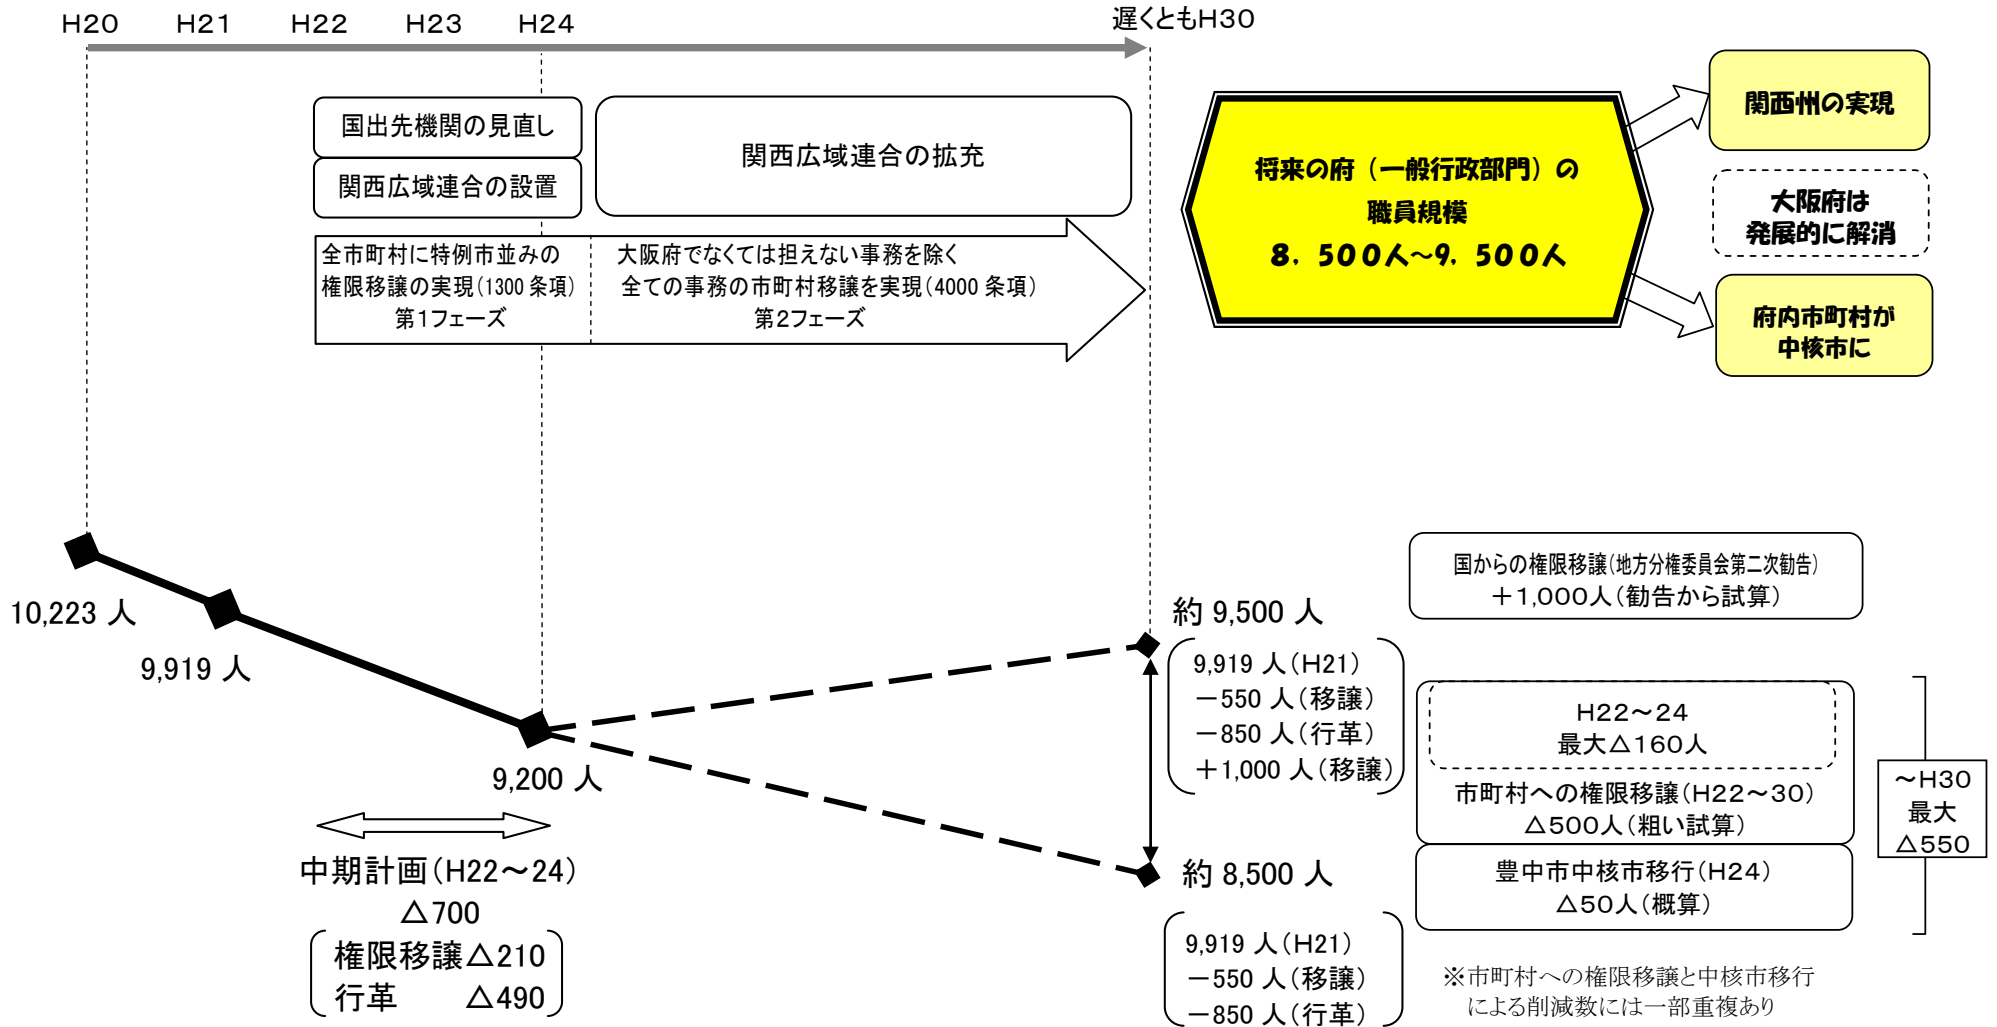 H20
H21
H22
H23
H24
遅くともH30
国出先機関の見直し
関西広域連合の設置
関西広域連合の拡充
全市町村に特例市並みの
権限移譲の実現(1300 条項)
第1フェーズ
大阪府でなくては担えない事務を除く
全ての事務の市町村移譲を実現(4000 条項)
第2フェーズ
将来の府（一般行政部門）の
職員規模
８，５００人～９，５００人
関西州の実現
大阪府は
発展的に解消
府内市町村が
中核市に
10,223 人
9,919 人
9,200 人
中期計画(H22～24)
△700
権限移譲△210
行革 △490
約 9,500 人
9,919 人(H21)
－550 人(移譲)
－850 人(行革)
＋1,000 人(移譲)
約 8,500 人
9,919 人(H21)
－550 人(移譲)
－850 人(行革)
国からの権限移譲(地方分権委員会第二次勧告)
＋1,000人(勧告から試算)
H22～24
最大△160人
市町村への権限移譲(H22～30)
△500人(粗い試算)
豊中市中核市移行(H24)
△50人(概算)
～H30
最大
△550
※市町村への権限移譲と中核市移行
による削減数には一部重複あり